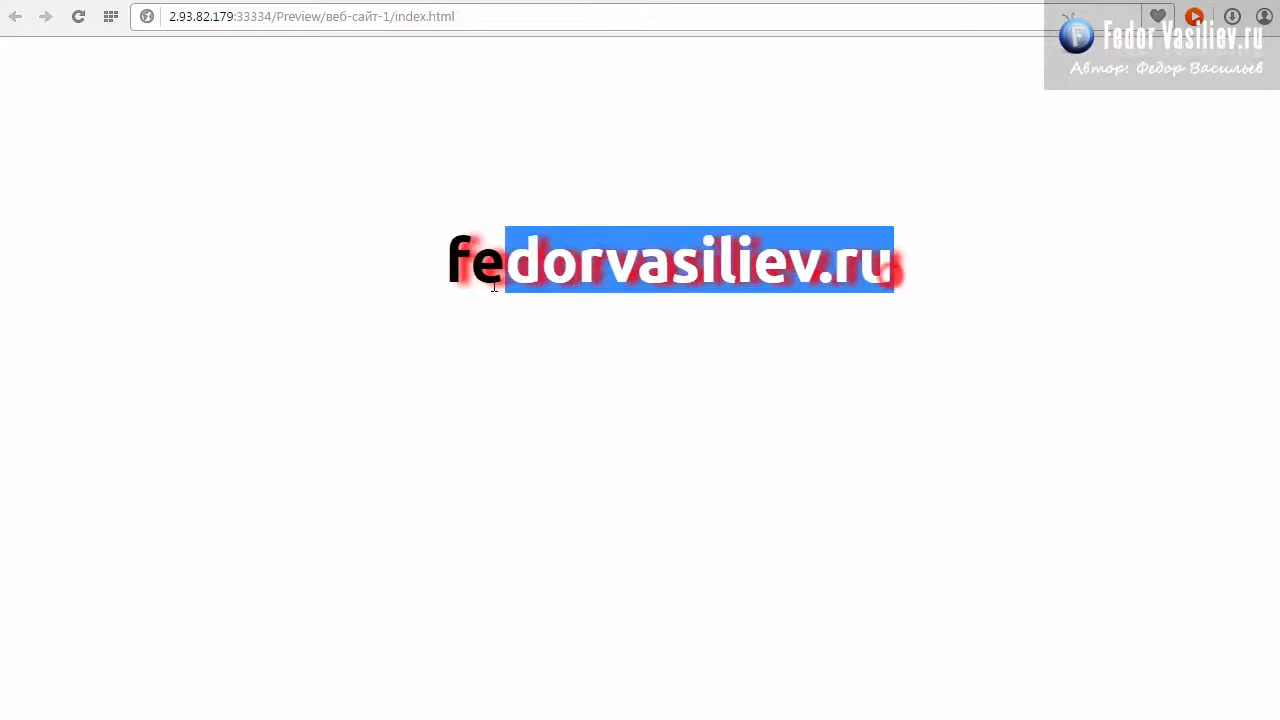 2.93.82.179:33334/Preview/веб-сайт-1/index.html
F Fedor Vasiliev.ru
Автор: Федор Васильев
fedorvasiliev.ru